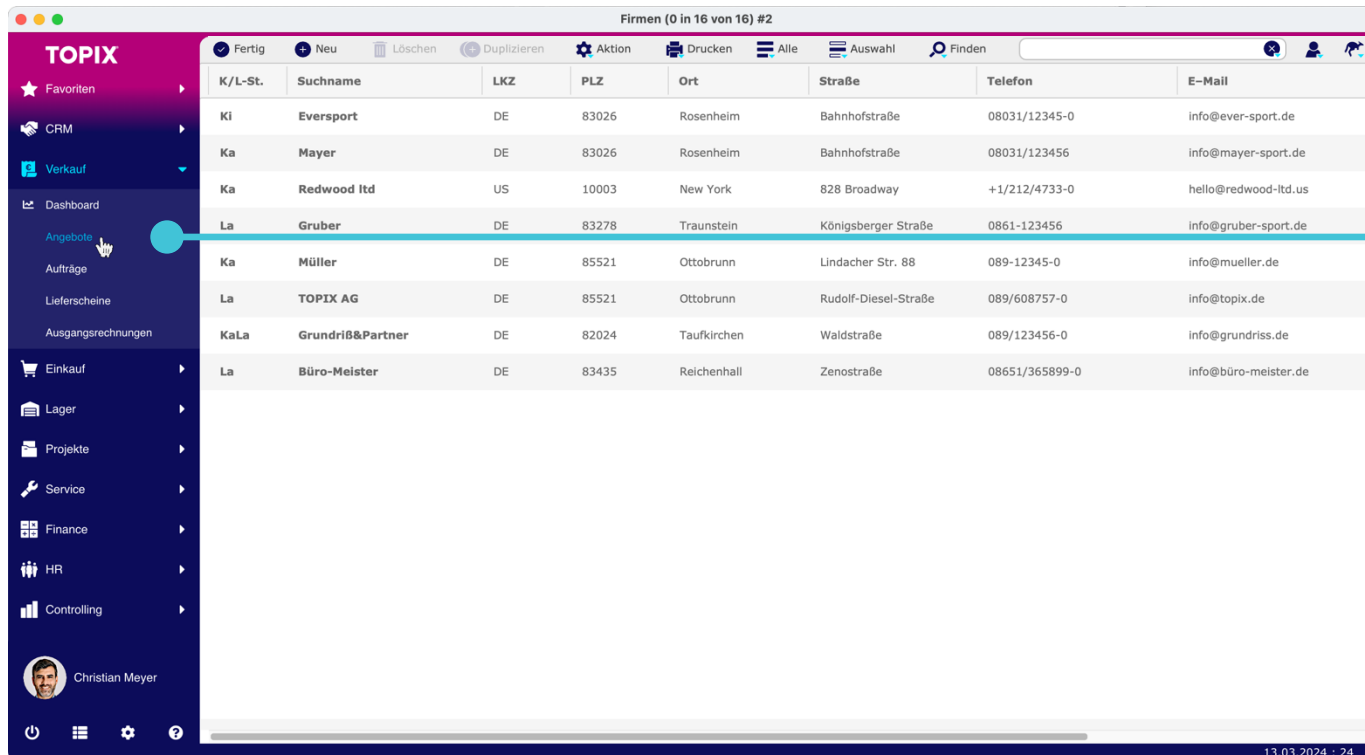 Firmen (0 in 16 von 16) #2
TOPIX
Fertig Neu Löschen Duplizieren Aktion Drucken Alle Auswahl Finden
Favoriten
CRM
Verkauf
Dashboard
Angebote
Aufträge
Lieferscheine
Ausgangsrechnungen
Einkauf
Lager
Projekte
Service
Finance
HR
Controlling
Christian Meyer
K/L-St. Suchname LKZ PLZ Ort Straße Telefon E-Mail
Ki Eversport DE 83026 Rosenheim Bahnhofstraße 08031/12345-0 info@ever-sport.de
Ka Mayer DE 83026 Rosenheim Bahnhofstraße 08031/123456 info@mayer-sport.de
Ka Redwood ltd US 10003 New York 828 Broadway +1/212/4733-0 hello@redwood-ltd.us
La Gruber DE 83278 Traunstein Königsberger Straße 0861-123456 info@gruber-sport.de
Ka Müller DE 85521 Ottobrunn Lindacher Str. 88 089-12345-0 info@mueller.de
La TOPIX AG DE 85521 Ottobrunn Rudolf-Diesel-Straße 089/608757-0 info@topix.de
KaLa Grundriß&Partner DE 82024 Taufkirchen Waldstraße 089/123456-0 info@grundriss.de
La Büro-Meister DE 83435 Reichenhall Zenostraße 08651/365899-0 info@büro-meister.de
13.03.2024 : 24